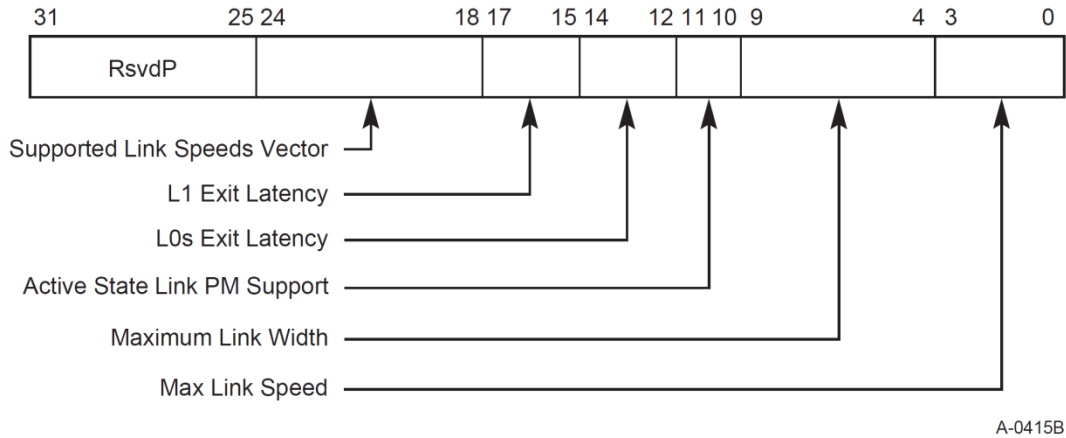 31 25 24 18 17 15 14 12 11 10 9 4 3 0
RsvdP
Supported Link Speeds Vector
L1 Exit Latency
L0s Exit Latency
Active State Link PM Support
Maximum Link Width
Max Link Speed
A-0415B